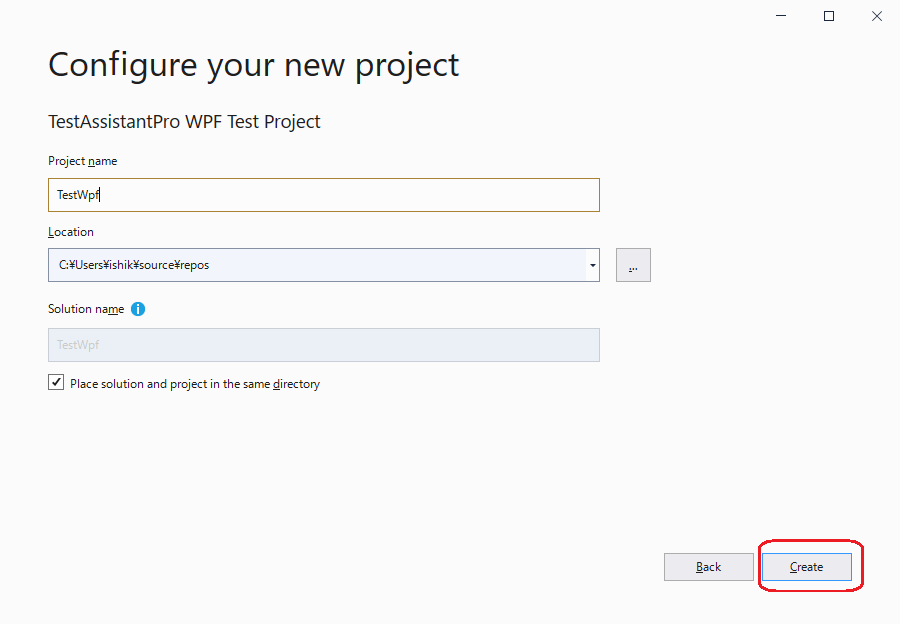 Configure your new project
TestAssistantPro WPF Test Project
Project name
TestWpf
Location
C:¥Users¥ishik¥source¥repos
...
Solution name
TestWpf
Place solution and project in the same directory
Back
Create